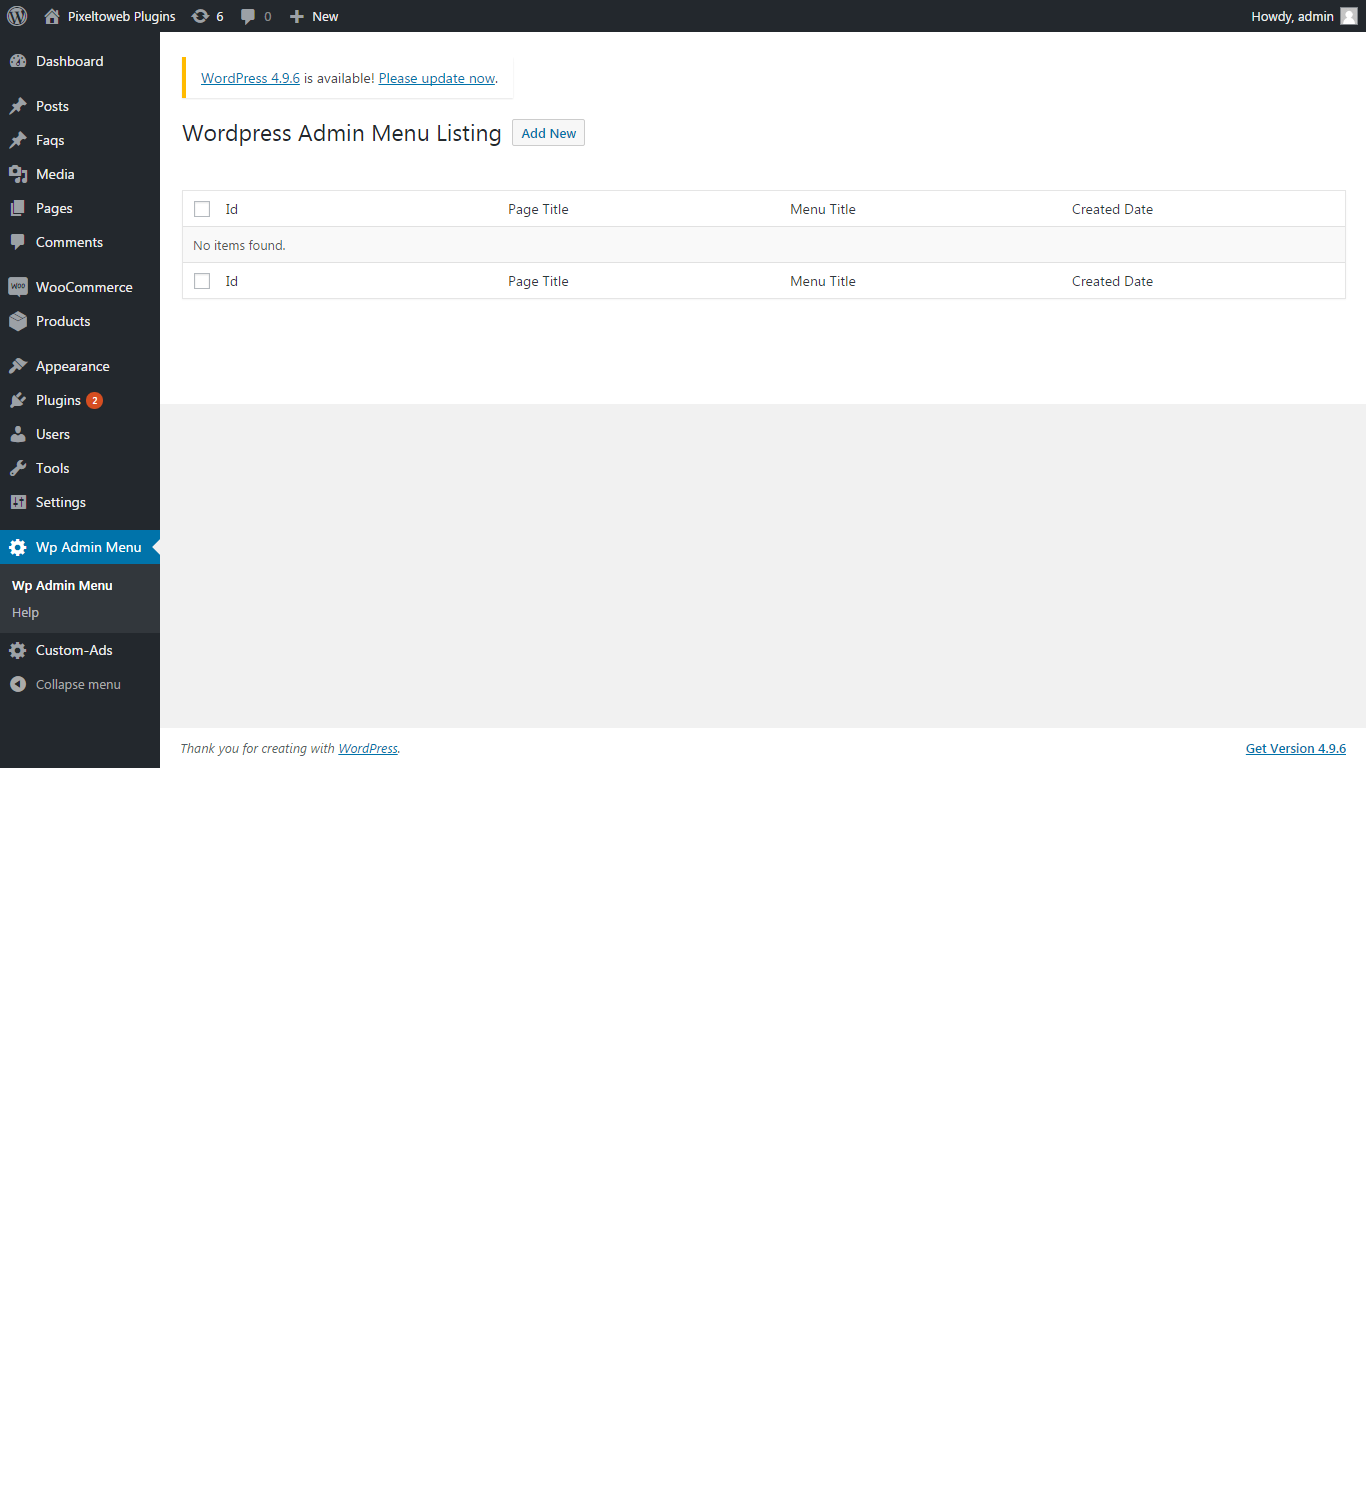 Pixeltoweb Plugins 6 0 New Howdy, admin
Dashboard
Posts
Faqs
Media
Pages
Comments
WooCommerce
Products
Appearance
Plugins 2
Users
Tools
Settings
Wp Admin Menu
Wp Admin Menu
Help
Custom-Ads
Collapse menu
WordPress 4.9.6 is available! Please update now.
Wordpress Admin Menu Listing Add New
Id Page Title Menu Title Created Date
No items found.
Id Page Title Menu Title Created Date
Thank you for creating with WordPress. Get Version 4.9.6